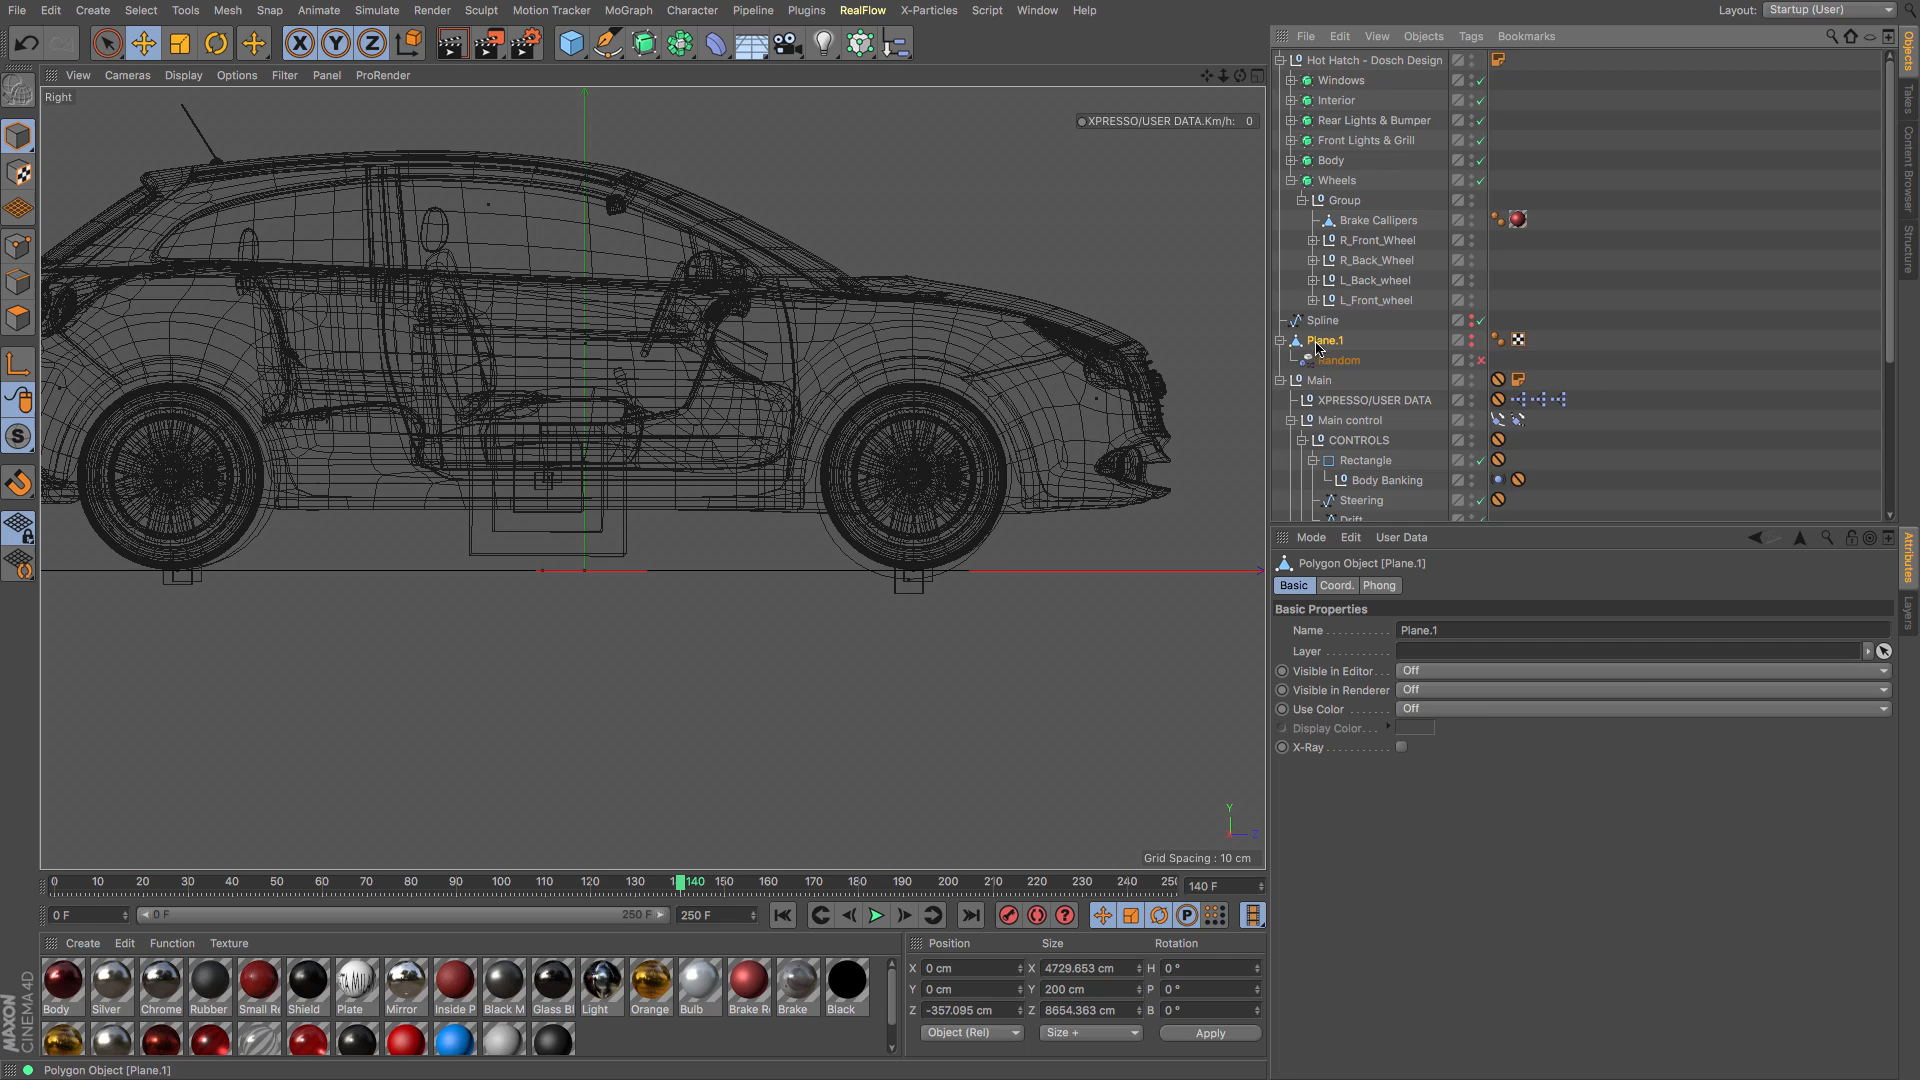 File Edit Create Select Tools Mesh Snap Animate Simulate Render Sculpt Motion Tracker MoGraph Character Pipeline Plugins RealFlow X-Particles Script Window Help Layout: Startup (User)
File Edit View Objects Tags Bookmarks
View Cameras Display Options Filter Panel ProRender
Right
XPRESSO/USER DATA.Km/h: 0
Hot Hatch - Dosch Design
Windows
Interior
Rear Lights & Bumper
Front Lights & Grill
Body
Wheels
Group
Brake Callipers
R_Front_Wheel
R_Back_Wheel
L_Back_wheel
L_Front_wheel
Spline
Plane.1
Random
Main
XPRESSO/USER DATA
Main control
CONTROLS
Rectangle
Body Banking
Steering
Drift
Objects
Takes
Content Browser
Structure
Mode Edit User Data
Polygon Object [Plane.1]
Basic Coord. Phong
Basic Properties
Name Plane.1
Layer
Visible in Editor Off
Visible in Renderer Off
Use Color Off
Display Color
X-Ray
Attributes
Layers
Y
Z
Grid Spacing : 10 cm
0 10 20 30 40 50 60 70 80 90 100 110 120 130 140 150 160 170 180 190 200 210 220 230 240 250 140 F
0 F 0 F 250 F 250 F
Create Edit Function Texture
Body Silver Chrome Rubber Small Re Shield Plate Mirror Inside P Black M Glass Bl Light Orange Bulb Brake R Brake Black
Position Size Rotation
X 0 cm X 4729.653 cm H 0 °
Y 0 cm Y 200 cm P 0 °
Z -357.095 cm Z 8654.363 cm B 0 °
Object (Rel) Size + Apply
MAXON
CINEMA 4D
Polygon Object [Plane.1]